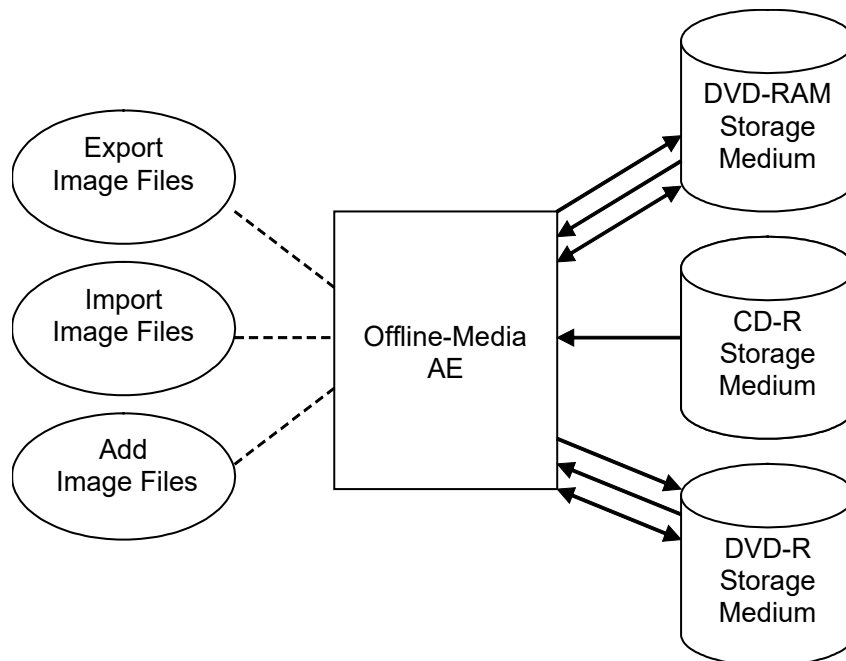 Export
Image Files
Import
Image Files
Add
Image Files
Offline-Media
AE
DVD-RAM
Storage
Medium
CD-R
Storage
Medium
DVD-R
Storage
Medium